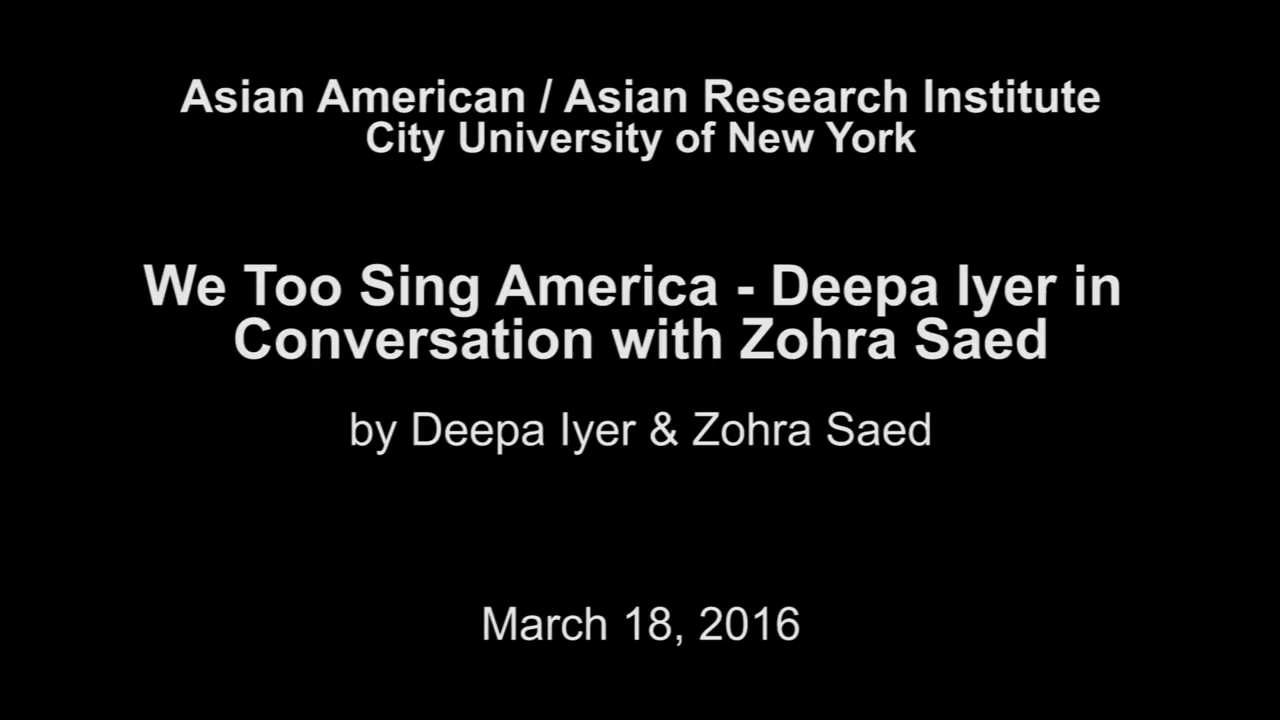 Asian American / Asian Research Institute
City University of New York
We Too Sing America - Deepa Iyer in
Conversation with Zohra Saed
by Deepa Iyer & Zohra Saed
March 18, 2016